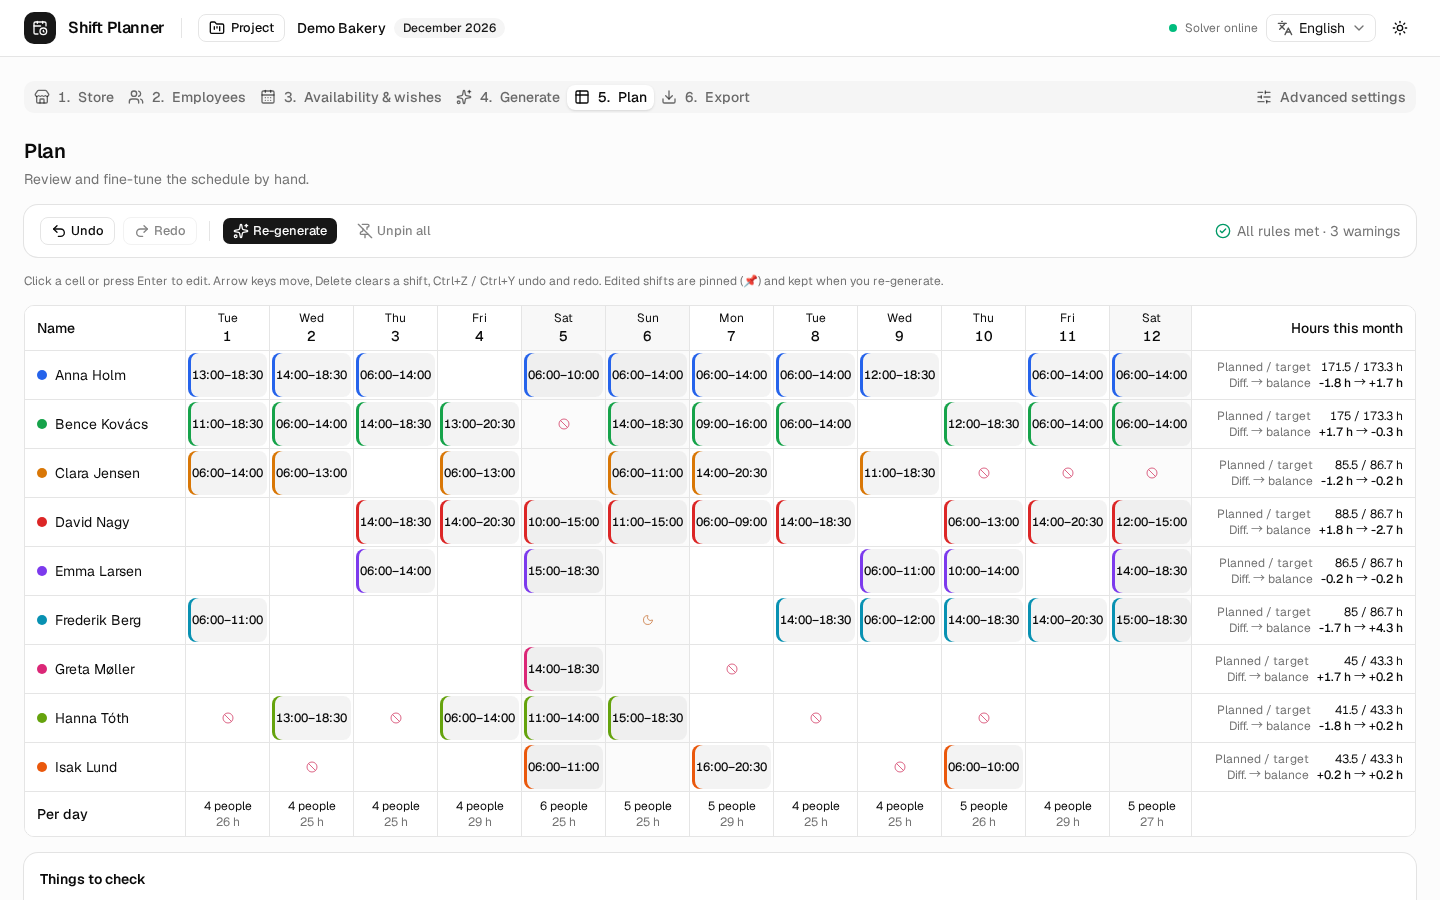 Shift Planner
Project
Demo Bakery
December 2026
Solver online
English
1. Store
2. Employees
3. Availability & wishes
4. Generate
5. Plan
6. Export
Advanced settings
Plan
Review and fine-tune the schedule by hand.
Undo
Redo
Re-generate
Unpin all
All rules met · 3 warnings
Click a cell or press Enter to edit. Arrow keys move, Delete clears a shift, Ctrl+Z / Ctrl+Y undo and redo. Edited shifts are pinned (📌) and kept when you re-generate.
Name Tue 1 Wed 2 Thu 3 Fri 4 Sat 5 Sun 6 Mon 7 Tue 8 Wed 9 Thu 10 Fri 11 Sat 12 Hours this month
Anna Holm 13:00–18:30 14:00–18:30 06:00–14:00 06:00–10:00 06:00–14:00 06:00–14:00 06:00–14:00 12:00–18:30 06:00–14:00 06:00–14:00
Planned / target 171.5 / 173.3 h
Diff. → balance -1.8 h → +1.7 h
Bence Kovács 11:00–18:30 06:00–14:00 14:00–18:30 13:00–20:30 14:00–18:30 09:00–16:00 06:00–14:00 12:00–18:30 06:00–14:00 06:00–14:00
Planned / target 175 / 173.3 h
Diff. → balance +1.7 h → -0.3 h
Clara Jensen 06:00–14:00 06:00–13:00 06:00–13:00 06:00–11:00 14:00–20:30 11:00–18:30
Planned / target 85.5 / 86.7 h
Diff. → balance -1.2 h → -0.2 h
David Nagy 14:00–18:30 14:00–20:30 10:00–15:00 11:00–15:00 06:00–09:00 14:00–18:30 06:00–13:00 14:00–20:30 12:00–15:00
Planned / target 88.5 / 86.7 h
Diff. → balance +1.8 h → -2.7 h
Emma Larsen 06:00–14:00 15:00–18:30 06:00–11:00 10:00–14:00 14:00–18:30
Planned / target 86.5 / 86.7 h
Diff. → balance -0.2 h → -0.2 h
Frederik Berg 06:00–11:00 14:00–18:30 06:00–12:00 14:00–18:30 14:00–20:30 15:00–18:30
Planned / target 85 / 86.7 h
Diff. → balance -1.7 h → +4.3 h
Greta Møller 14:00–18:30
Planned / target 45 / 43.3 h
Diff. → balance +1.7 h → +0.2 h
Hanna Tóth 13:00–18:30 06:00–14:00 11:00–14:00 15:00–18:30
Planned / target 41.5 / 43.3 h
Diff. → balance -1.8 h → +0.2 h
Isak Lund 06:00–11:00 16:00–20:30 06:00–10:00
Planned / target 43.5 / 43.3 h
Diff. → balance +0.2 h → +0.2 h
Per day
4 people 4 people 4 people 4 people 6 people 5 people 5 people 4 people 4 people 5 people 4 people 5 people
26 h 25 h 25 h 29 h 25 h 25 h 29 h 25 h 25 h 26 h 29 h 27 h
Things to check